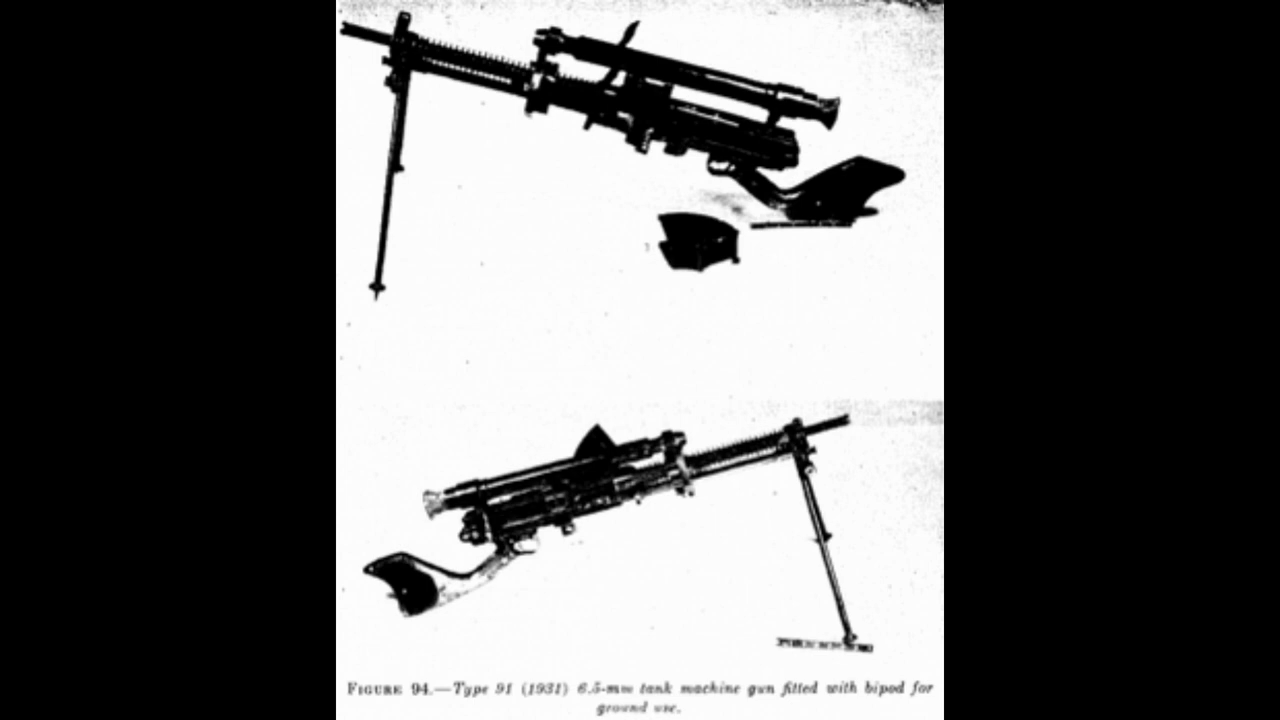 FIGURE 94.—Type 91 (1931) 6.5-mm tank machine gun fitted with bipod for
ground use.